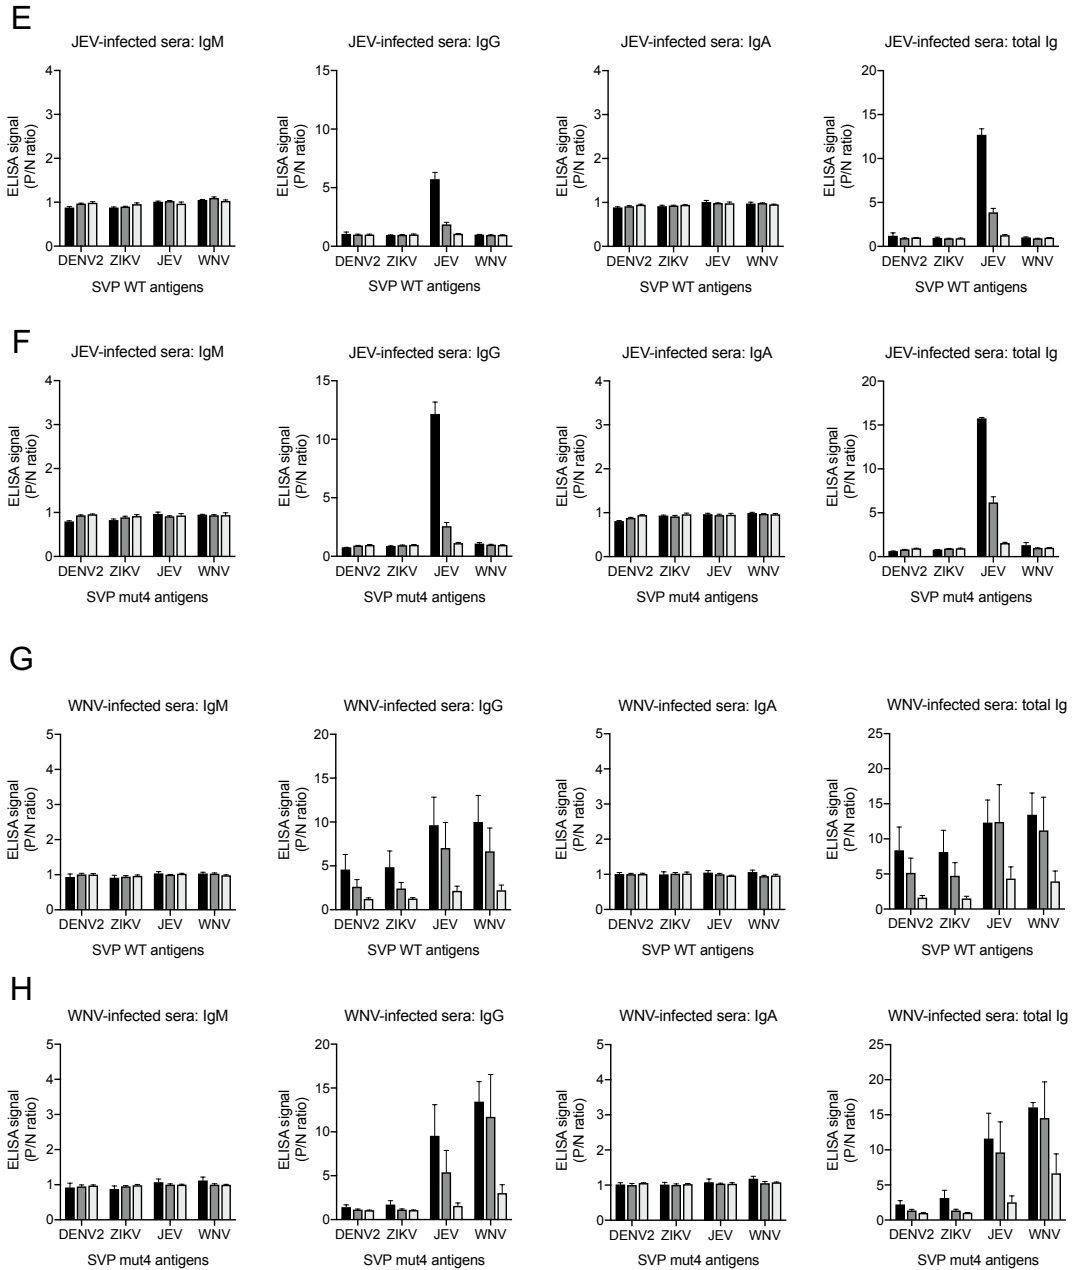 E
JEV-infected sera: IgM
JEV-infected sera: IgG
JEV-infected sera: IgA
JEV-infected sera: total Ig
ELISA signal
(P/N ratio)
4
3
2
1
0
DENV2 ZIKV JEV WNV
SVP WT antigens
ELISA signal
(P/N ratio)
15
10
5
0
DENV2 ZIKV JEV WNV
SVP WT antigens
ELISA signal
(P/N ratio)
4
3
2
1
0
DENV2 ZIKV JEV WNV
SVP WT antigens
ELISA signal
(P/N ratio)
20
15
10
5
0
DENV2 ZIKV JEV WNV
SVP WT antigens
F
JEV-infected sera: IgM
JEV-infected sera: IgG
JEV-infected sera: IgA
JEV-infected sera: total Ig
ELISA signal
(P/N ratio)
4
3
2
1
0
DENV2 ZIKV JEV WNV
SVP mut4 antigens
ELISA signal
(P/N ratio)
15
10
5
0
DENV2 ZIKV JEV WNV
SVP mut4 antigens
ELISA signal
(P/N ratio)
4
3
2
1
0
DENV2 ZIKV JEV WNV
SVP mut4 antigens
ELISA signal
(P/N ratio)
20
15
10
5
0
DENV2 ZIKV JEV WNV
SVP mut4 antigens
G
WNV-infected sera: IgM
WNV-infected sera: IgG
WNV-infected sera: IgA
WNV-infected sera: total Ig
ELISA signal
(P/N ratio)
5
4
3
2
1
0
DENV2 ZIKV JEV WNV
SVP WT antigens
ELISA signal
(P/N ratio)
20
15
10
5
0
DENV2 ZIKV JEV WNV
SVP WT antigens
ELISA signal
(P/N ratio)
5
4
3
2
1
0
DENV2 ZIKV JEV WNV
SVP WT antigens
ELISA signal
(P/N ratio)
25
20
15
10
5
0
DENV2 ZIKV JEV WNV
SVP WT antigens
H
WNV-infected sera: IgM
WNV-infected sera: IgG
WNV-infected sera: IgA
WNV-infected sera: total Ig
ELISA signal
(P/N ratio)
5
4
3
2
1
0
DENV2 ZIKV JEV WNV
SVP mut4 antigens
ELISA signal
(P/N ratio)
20
15
10
5
0
DENV2 ZIKV JEV WNV
SVP mut4 antigens
ELISA signal
(P/N ratio)
5
4
3
2
1
0
DENV2 ZIKV JEV WNV
SVP mut4 antigens
ELISA signal
(P/N ratio)
25
20
15
10
5
0
DENV2 ZIKV JEV WNV
SVP mut4 antigens